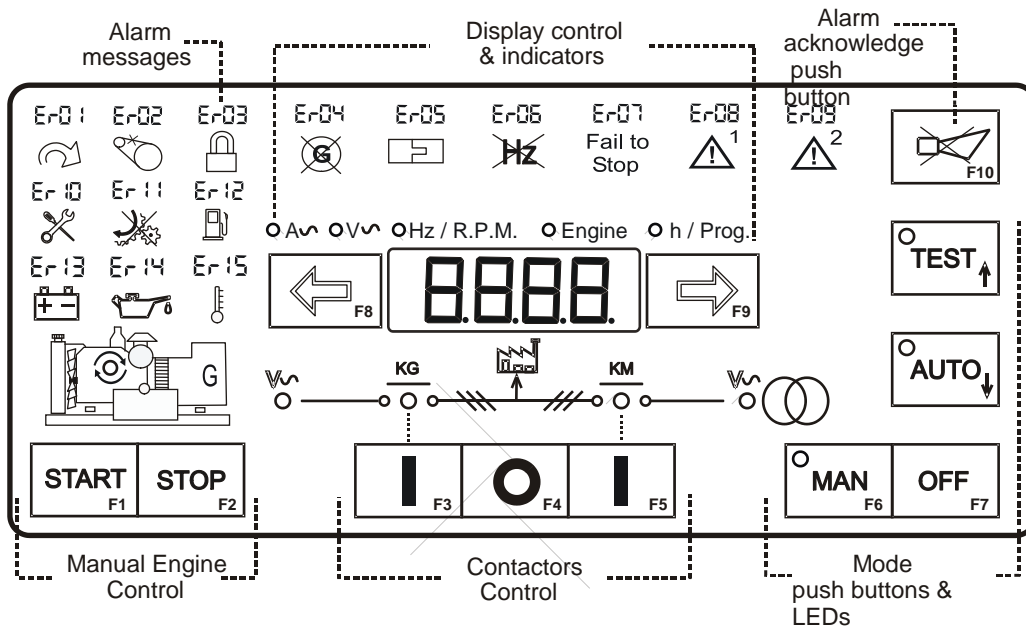 Alarm
messages
Display control
& indicators
Alarm
acknowledge
push
button
Er01 Er02 Er03 Er04 Er05 Er06 Er07 Er08 Er09
G
Hz
Fail to
Stop
1
2
F10
Er10 Er11 Er12
A V Hz / R.P.M. Engine h / Prog.
TEST
Er13 Er14 Er15
F8
8.8.8.8.
F9
+ -
G
KG
KM
V
V
AUTO
START
F1
STOP
F2
F3
F4
F5
MAN
F6
OFF
F7
Manual Engine
Control
Contactors
Control
Mode
push buttons &
LEDs